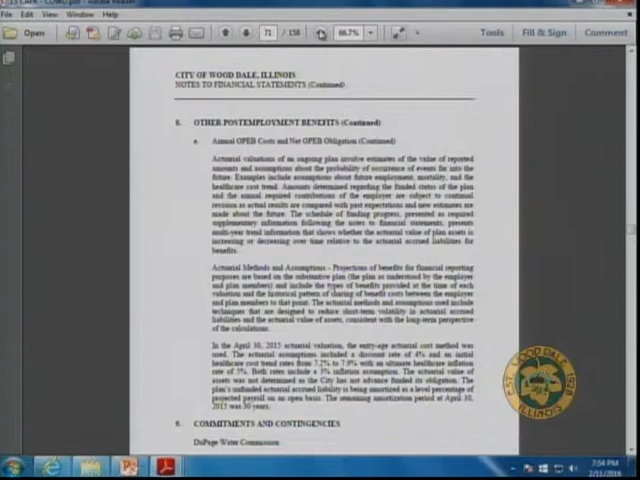 File Edit View Window Help
Open 71 / 158 66.7% Tools Fill & Sign Comment
CITY OF WOOD DALE, ILLINOIS
NOTES TO FINANCIAL STATEMENTS (Continued)
8. OTHER POSTEMPLOYMENT BENEFITS (Continued)
e. Annual OPEB Costs and Net OPEB Obligation (Continued)
Actuarial valuations of an ongoing plan involve estimates of the value of reported
amounts and assumptions about the probability of occurrence of events far into the
future. Examples include assumptions about future employment, mortality, and the
healthcare cost trend. Amounts determined regarding the funded status of the plan
and the annual required contributions of the employer are subject to continual
revision as actual results are compared with past expectations and new estimates are
made about the future. The schedule of funding progress, presented as required
supplementary information following the notes to financial statements, presents
multi-year trend information that shows whether the actuarial value of plan assets is
increasing or decreasing over time relative to the actuarial accrued liabilities for
benefits.
Actuarial Methods and Assumptions - Projections of benefits for financial reporting
purposes are based on the substantive plan (the plan as understood by the employer
and plan members) and include the types of benefits provided at the time of each
valuation and the historical pattern of sharing of benefit costs between the employer
and plan members to that point. The actuarial methods and assumptions used include
techniques that are designed to reduce short-term volatility in actuarial accrued
liabilities and the actuarial value of assets, consistent with the long-term perspective
of the calculations.
In the April 30, 2015 actuarial valuation, the entry-age actuarial cost method was
used. The actuarial assumptions included a discount rate of 4% and an initial
healthcare cost trend rates from 7.2% to 7.9% with an ultimate healthcare inflation
rate of 5%. Both rates include a 3% inflation assumption. The actuarial value of
assets was not determined as the City has not advance funded its obligation. The
plan's unfunded actuarial accrued liability is being amortized as a level percentage of
projected payroll on an open basis. The remaining amortization period at April 30,
2015 was 30 years.
9. COMMITMENTS AND CONTINGENCIES
DuPage Water Commission
EST. WOOD DALE 1928
ILLINOIS
7:54 PM
2/11/2016